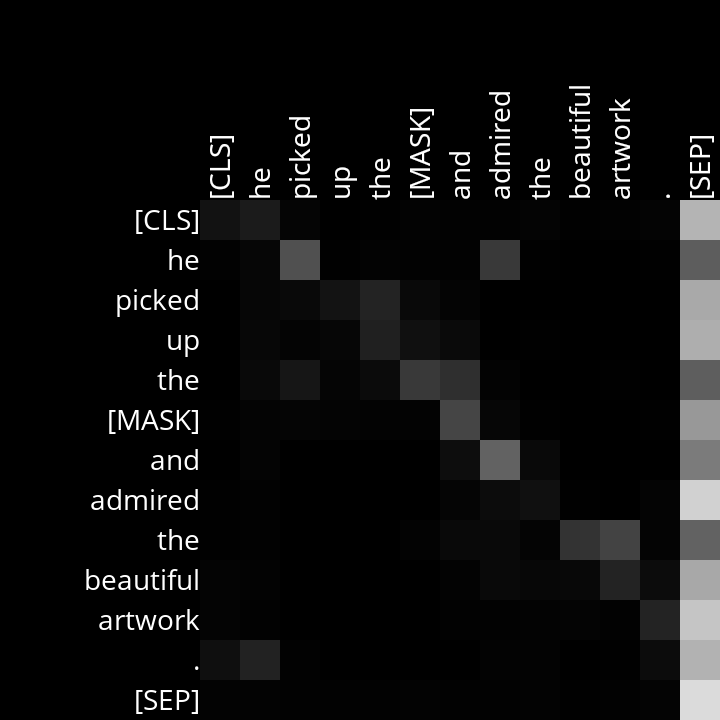 [CLS]
he
picked
up
the
[MASK]
and
admired
the
beautiful
artwork
.
[SEP]
[CLS]
he
picked
up
the
[MASK]
and
admired
the
beautiful
artwork
.
[SEP]